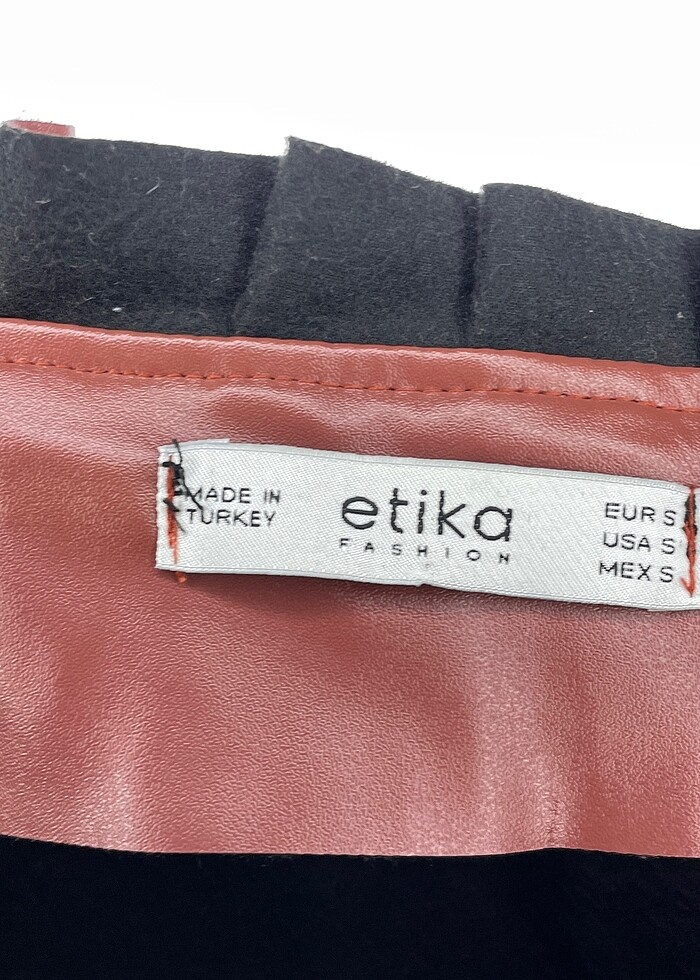 MADE IN
TURKEY
etika
FASHION
EUR S
USA S
MEX S